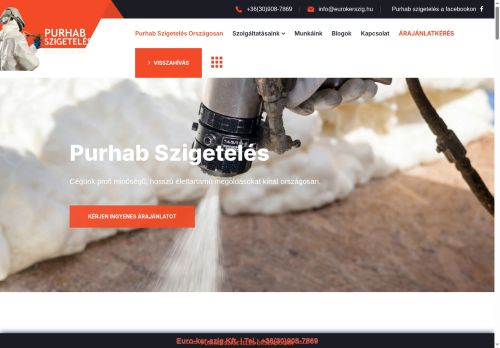 +36(30)908-7869
info@eurokerszig.hu
Purhab szigetelés a facebookon
PURHAB
SZIGETELÉS
Purhab Szigetelés Országosan
Szolgáltatásaink
Munkáink
Blogok
Kapcsolat
ÁRAJÁNLATKÉRÉS
VISSZAHÍVÁS
Purhab Szigetelés
Cégünk profi minőségű, hosszú élettartamú megoldásokat kínál országosan.
KÉRJEN INGYENES ÁRAJÁNLATOT
Euro-ker-szig Kft. | Tel.: +36(30)908-7869